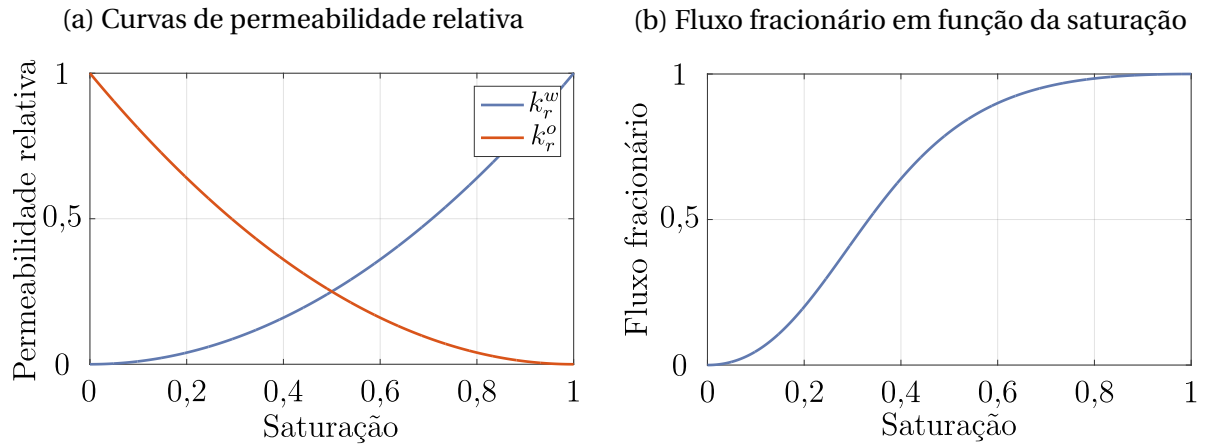 (a) Curvas de permeabilidade relativa
1
0,5
0
Permeabilidade relativa
k_r^w
k_r^o
0 0,2 0,4 0,6 0,8 1
Saturação
(b) Fluxo fracionário em função da saturação
1
0,5
1
Fluxo fracionário
0 0,2 0,4 0,6 0,8 1
Saturação